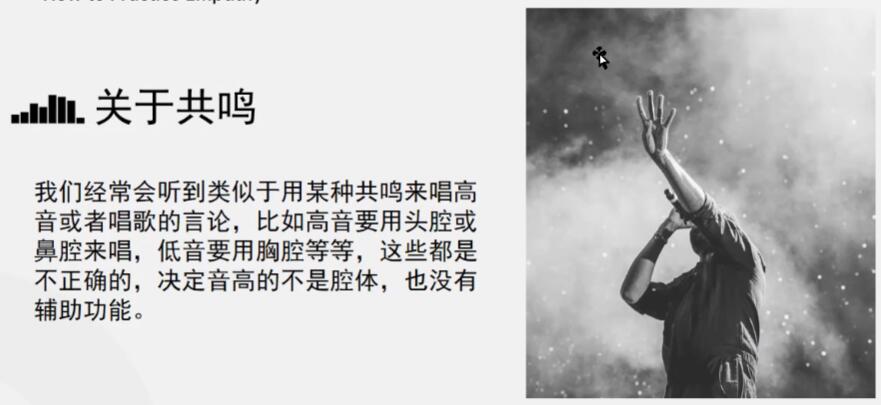 关于共鸣
我们经常会听到类似于用某种共鸣来唱高
音或者唱歌的言论，比如高音要用头腔或
鼻腔来唱，低音要用胸腔等等，这些都是
不正确的，决定音高的不是腔体，也没有
辅助功能。